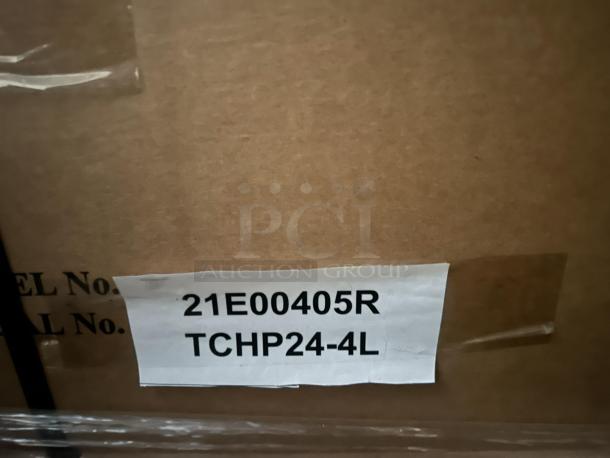 PCI
AUCTION GROUP
EL No.
21E00405R
AL No.
TCHP24-4L